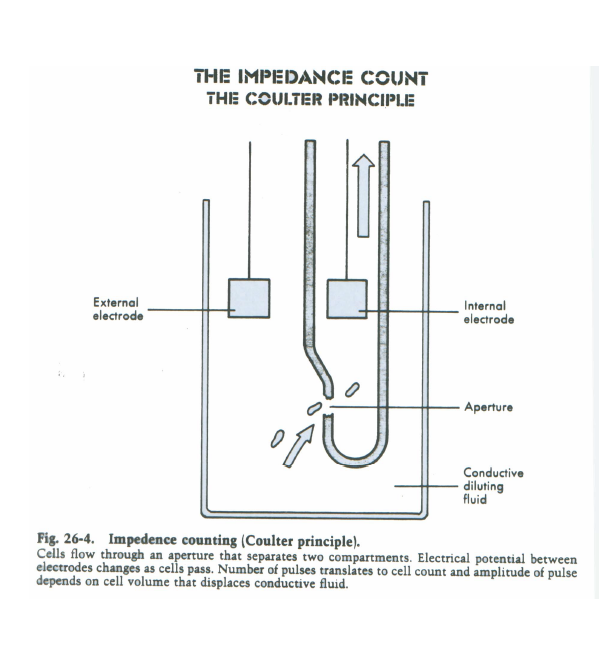 THE IMPEDANCE COUNT
THE COULTER PRINCIPLE
External
electrode
Internal
electrode
Aperture
Conductive
diluting
fluid
Fig. 26-4. Impedence counting (Coulter principle).
Cells flow through an aperture that separates two compartments. Electrical potential between
electrodes changes as cells pass. Number of pulses translates to cell count and amplitude of pulse
depends on cell volume that displaces conductive fluid.